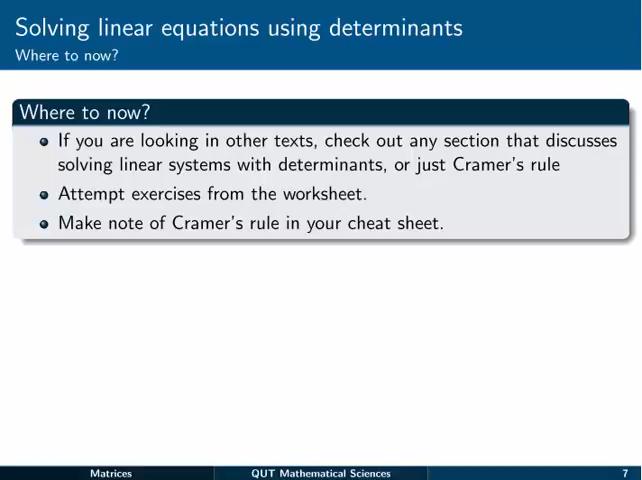 Solving linear equations using determinants
Where to now?
Where to now?
If you are looking in other texts, check out any section that discusses
solving linear systems with determinants, or just Cramer's rule
Attempt exercises from the worksheet.
Make note of Cramer's rule in your cheat sheet.
Matrices QUT Mathematical Sciences 7